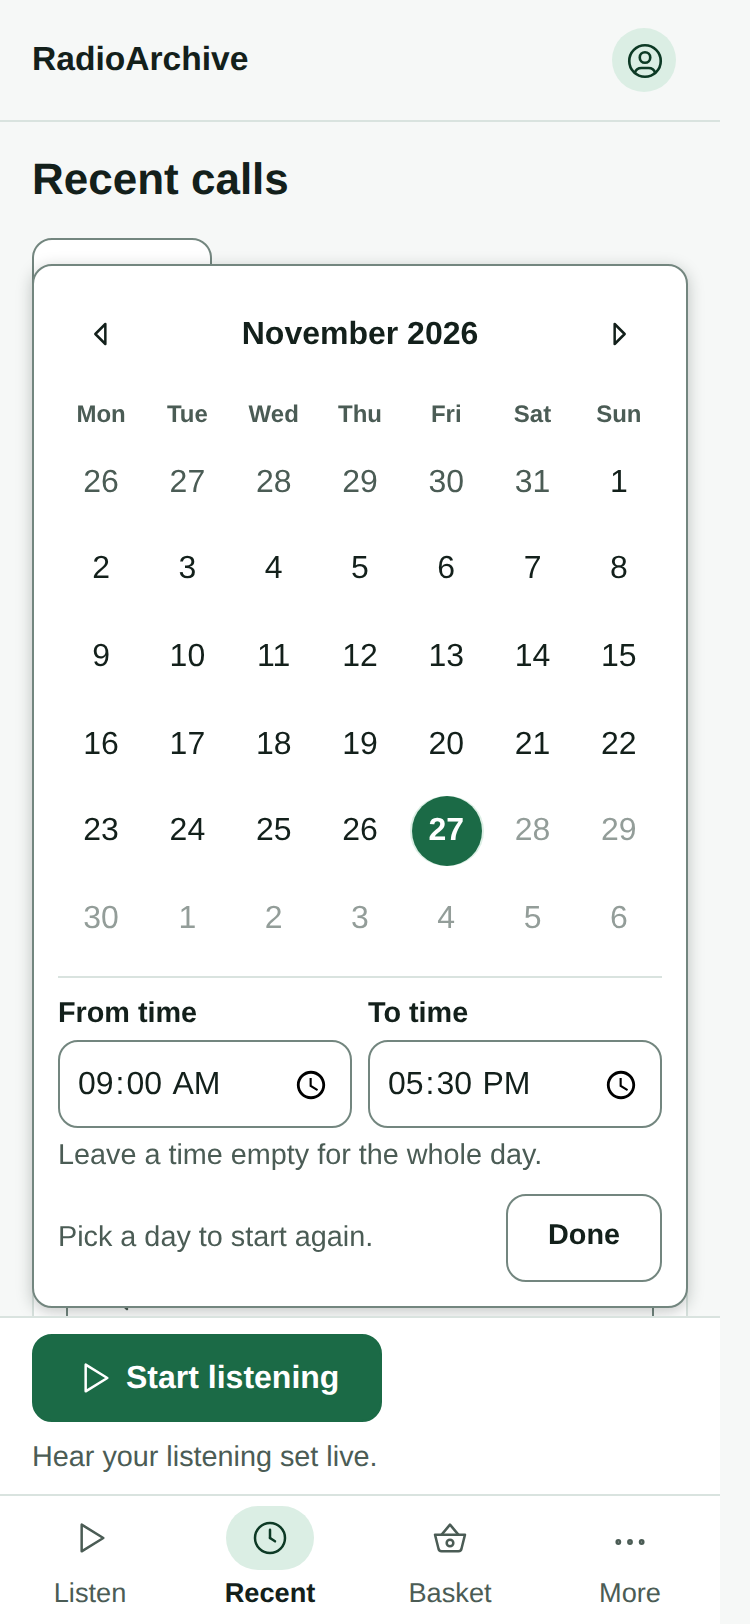 RadioArchive
Recent calls
November 2026
Mon Tue Wed Thu Fri Sat Sun
26 27 28 29 30 31 1
2 3 4 5 6 7 8
9 10 11 12 13 14 15
16 17 18 19 20 21 22
23 24 25 26 27 28 29
30 1 2 3 4 5 6
From time To time
09:00 AM 05:30 PM
Leave a time empty for the whole day.
Pick a day to start again. Done
Start listening
Hear your listening set live.
Listen Recent Basket More